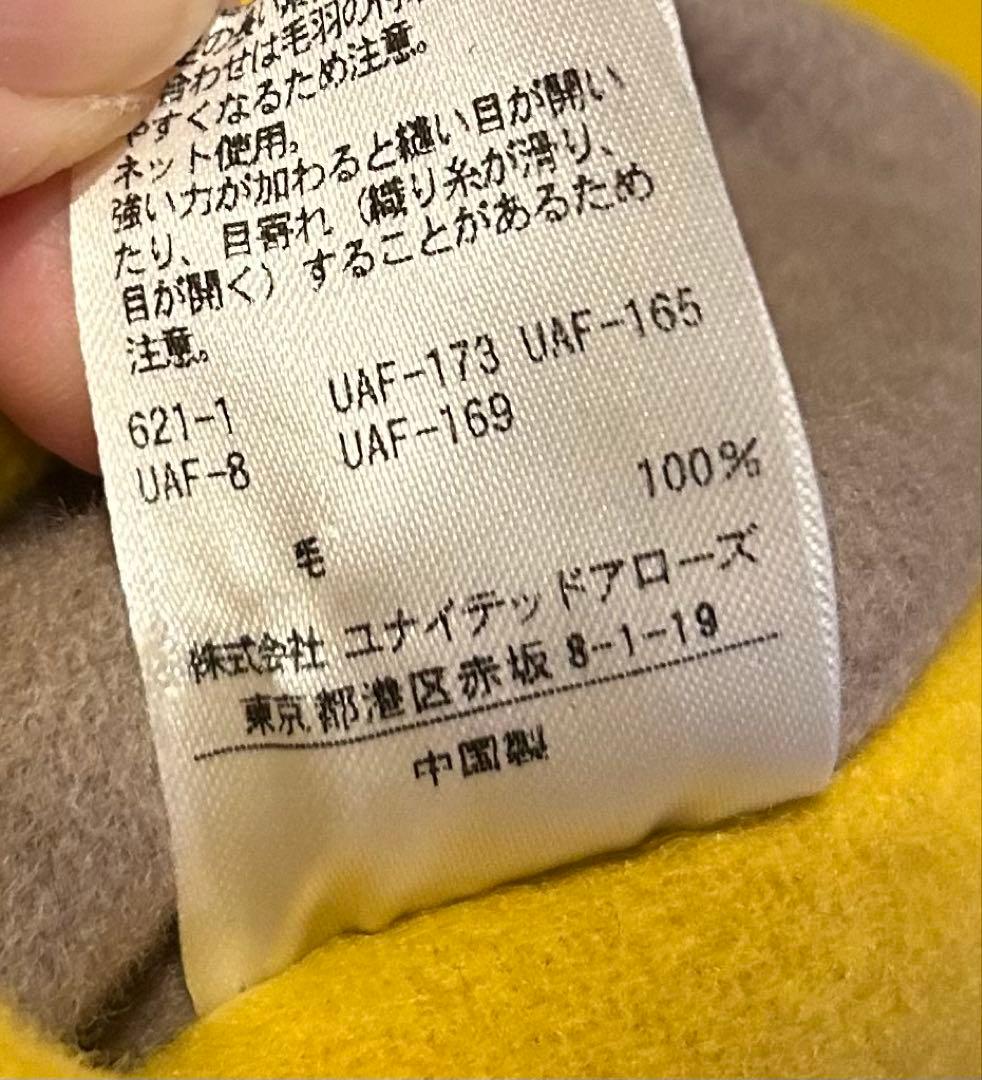 合わせは毛羽の付
やすくなるため注意。
ネット使用。
強い力が加わると縫い目が開い
たり、目寄れ（織り糸が滑り、
目が開く）することがあるため
注意。
621-1 UAF-173 UAF-165
UAF-8 UAF-169
毛 100%
株式会社 ユナイテッドアローズ
東京都港区赤坂 8-1-19
中国製